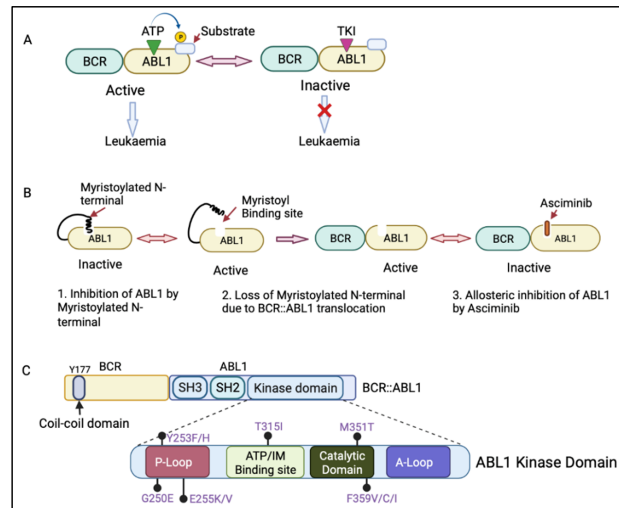 A
ATP
P
Substrate
BCR
ABL1
Active
Leukaemia
TKI
BCR
ABL1
Inactive
Leukaemia
B
Myristoylated N-
terminal
ABL1
Inactive
1. Inhibition of ABL1 by
Myristoylated N-
terminal
Myristoyl
Binding site
ABL1
Active
2. Loss of Myristoylated N-terminal
due to BCR::ABL1 translocation
BCR
ABL1
Active
Asciminib
BCR
ABL1
Inactive
3. Allosteric inhibition of ABL1
by Asciminib
C
Y177
BCR
ABL1
SH3
SH2
Kinase domain
BCR::ABL1
Coil-coil domain
Y253F/H
T315I
M351T
P-Loop
ATP/IM
Binding site
Catalytic
Domain
A-Loop
ABL1 Kinase Domain
G250E
E255K/V
F359V/C/I